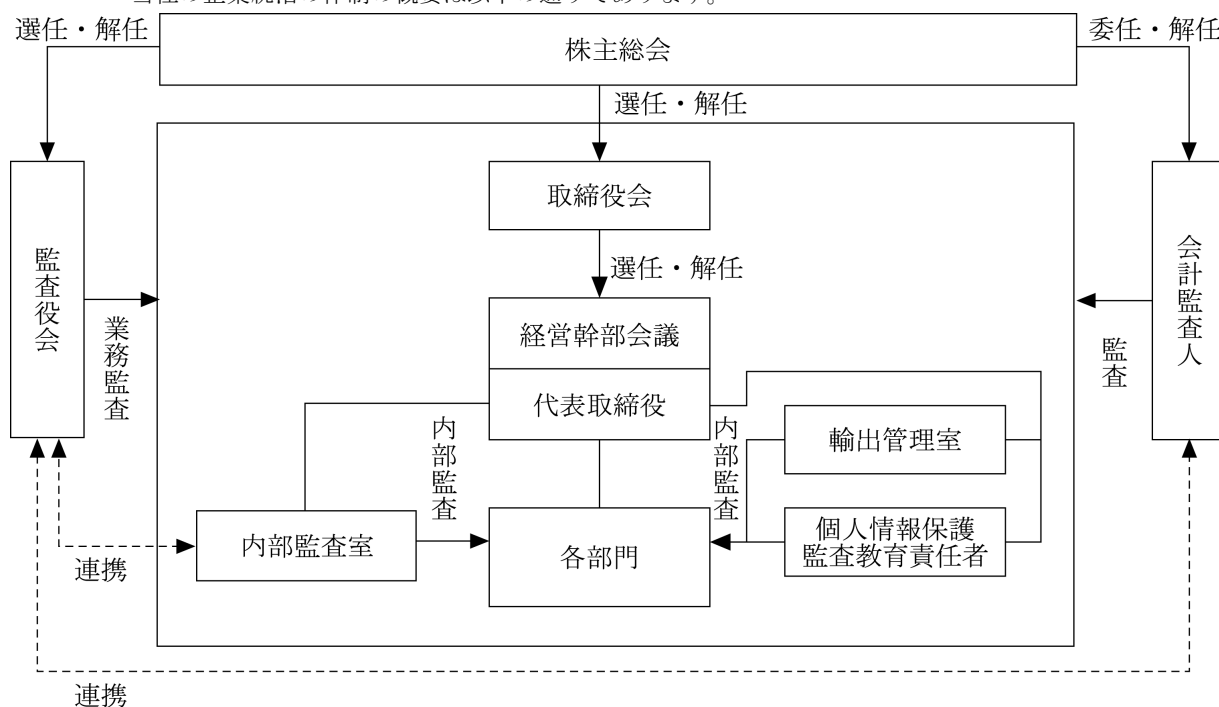 選任・解任
株主総会
委任・解任
選任・解任
取締役会
選任・解任
監査役会
業務監査
会計監査人
監査
経営幹部会議
代表取締役
内部監査
内部監査
輸出管理室
内部監査室
各部門
個人情報保護
監査教育責任者
連携
連携